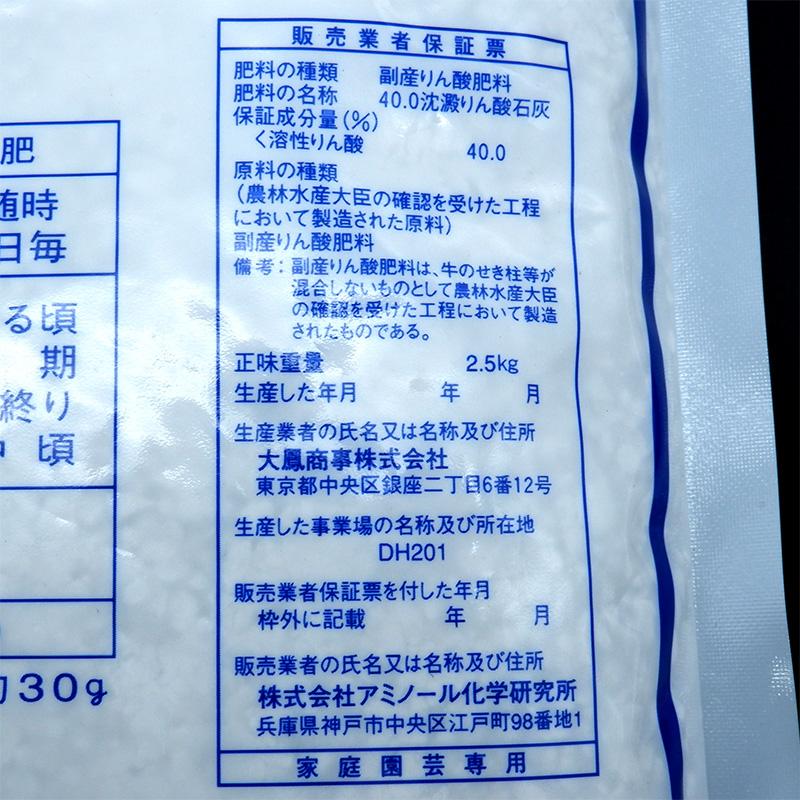 肥
随時
日毎
る頃
期
終り
頃
30g
販売業者保証票
肥料の種類　副産りん酸肥料
肥料の名称　40.0沈澱りん酸石灰
保証成分量(%)
く溶性りん酸　40.0
原料の種類
(農林水産大臣の確認を受けた工程
において製造された原料)
副産りん酸肥料
備考：副産りん酸肥料は、牛のせき柱等が
混合しないものとして農林水産大臣
の確認を受けた工程において製造
されたものである。
正味重量　2.5kg
生産した年月　年　月
生産業者の氏名又は名称及び住所
大鳳商事株式会社
東京都中央区銀座二丁目6番12号
生産した事業場の名称及び所在地
DH201
販売業者保証票を付した年月
枠外に記載　年　月
販売業者の氏名又は名称及び住所
株式会社アミノール化学研究所
兵庫県神戸市中央区江戸町98番地1
家庭園芸専用